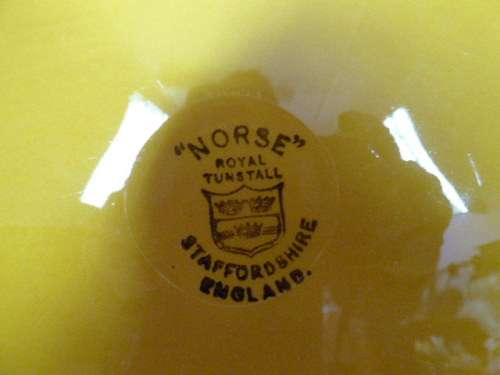 "NORSE"
ROYAL
TUNSTALL
STAFFORDSHIRE
ENGLAND.